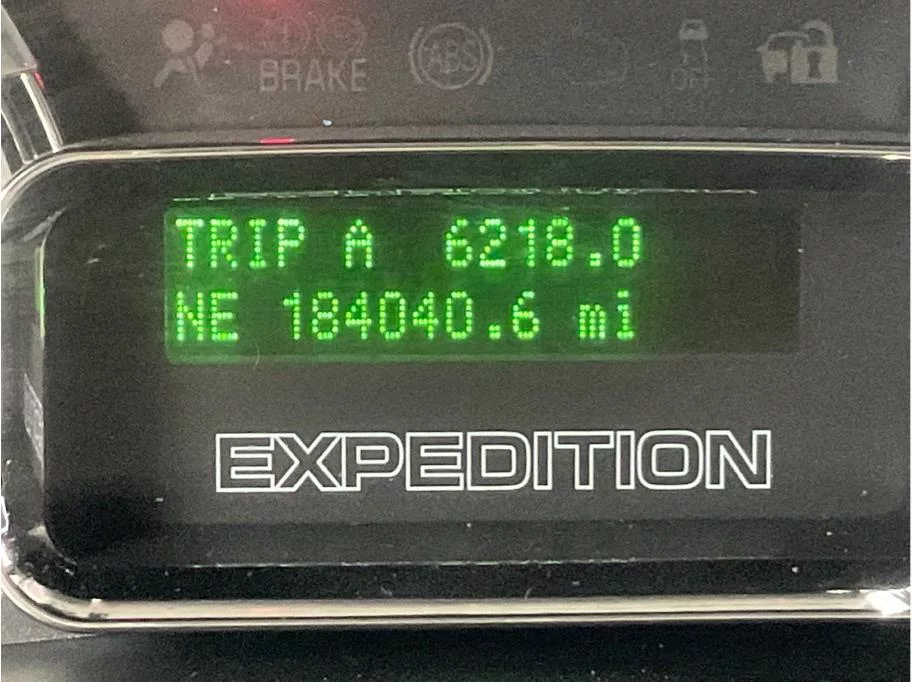 BRAKE
ABS
OFF
TRIP A 6218.0
NE 184040.6 mi
EXPEDITION